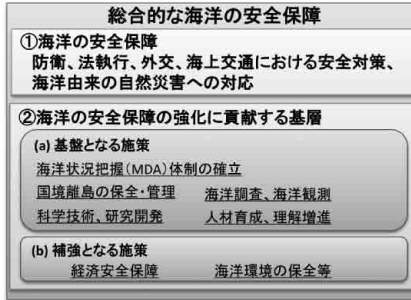 総合的な海洋の安全保障
①海洋の安全保障
防衛、法執行、外交、海上交通における安全対策、
海洋由来の自然災害への対応
②海洋の安全保障の強化に貢献する基層
(a) 基盤となる施策
海洋状況把握(MDA)体制の確立
国境離島の保全・管理 海洋調査、海洋観測
科学技術、研究開発 人材育成、理解増進
(b) 補強となる施策
経済安全保障 海洋環境の保全等